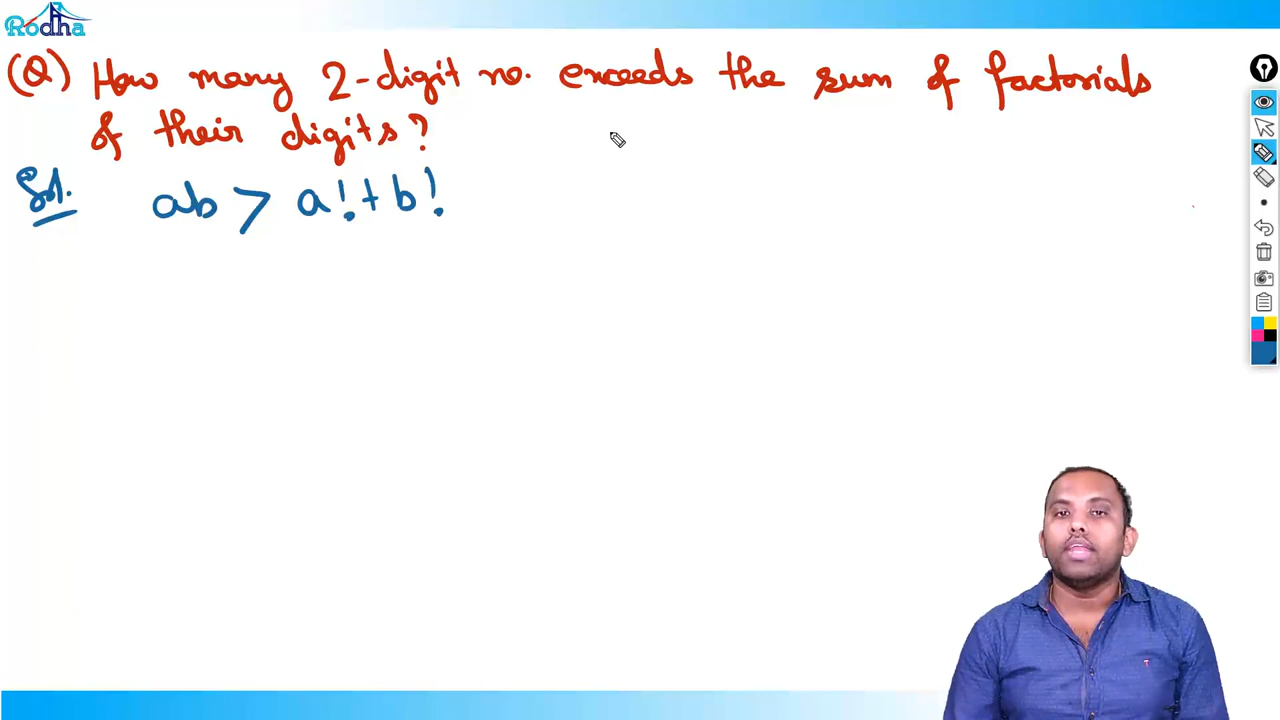 Rodha
(Q) How many 2-digit no. exceeds the sum of factorials
of their digits?
Sol. ab > a! + b!